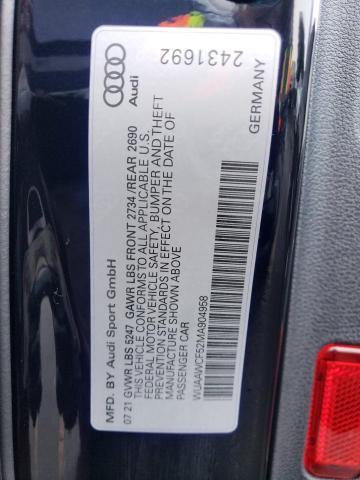 Audi
2431692
GERMANY
MFD. BY Audi Sport GmbH
07 21 GVWR LBS 5247 GAWR LBS FRONT 2734 /REAR 2690
THIS VEHICLE CONFORMS TO ALL APPLICABLE U.S.
FEDERAL MOTOR VEHICLE SAFETY, BUMPER AND THEFT
PREVENTION STANDARDS IN EFFECT ON THE DATE OF
MANUFACTURE SHOWN ABOVE
PASSENGER CAR
WUAAWCF52MA904958